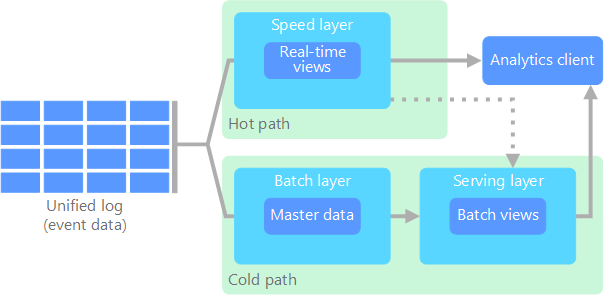 Speed layer
Real-time
views
Hot path
Analytics client
Unified log
(event data)
Batch layer
Master data
Serving layer
Batch views
Cold path